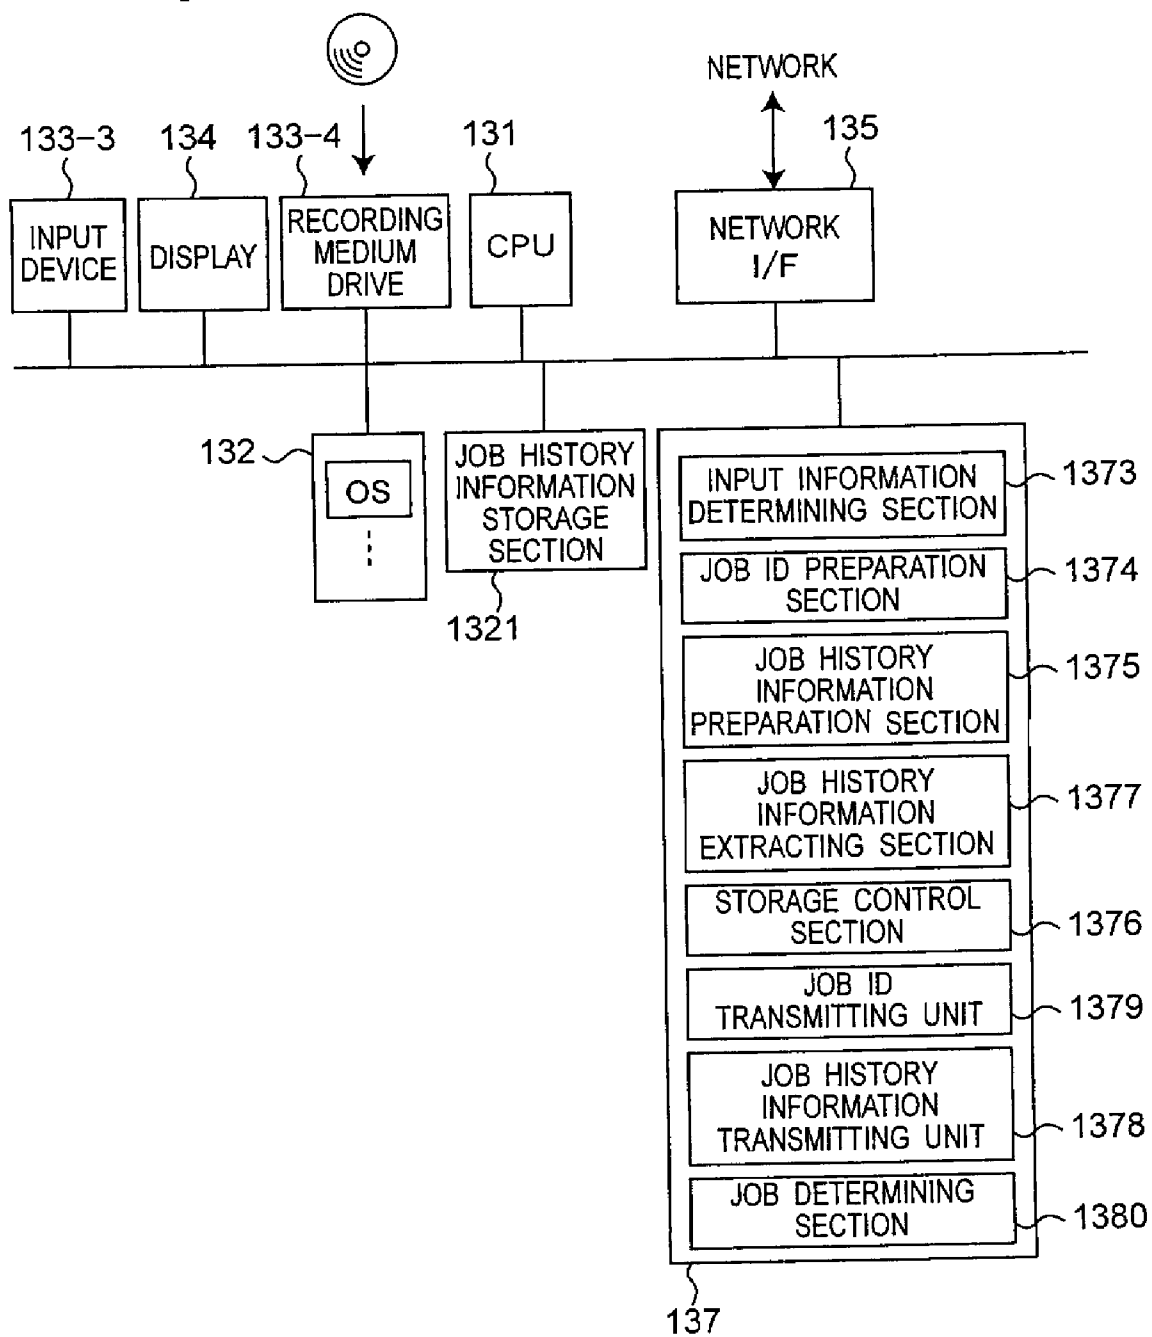 NETWORK
133-3
134
133-4
131
135
INPUT
DEVICE
DISPLAY
RECORDING
MEDIUM
DRIVE
CPU
NETWORK
I/F
132
OS
JOB HISTORY
INFORMATION
STORAGE
SECTION
1321
INPUT INFORMATION
DETERMINING SECTION
1373
JOB ID PREPARATION
SECTION
1374
JOB HISTORY
INFORMATION
PREPARATION SECTION
1375
JOB HISTORY
INFORMATION
EXTRACTING SECTION
1377
STORAGE CONTROL
SECTION
1376
JOB ID
TRANSMITTING UNIT
1379
JOB HISTORY
INFORMATION
TRANSMITTING UNIT
1378
JOB DETERMINING
SECTION
1380
137